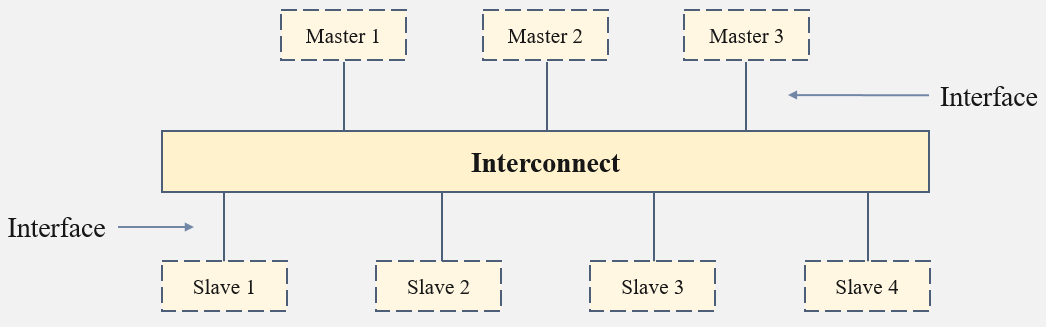 Master 1
Master 2
Master 3
Interface
Interconnect
Interface
Slave 1
Slave 2
Slave 3
Slave 4